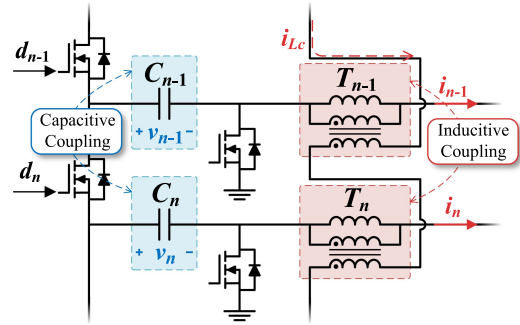 i_{Lc}
d_{n-1}
C_{n-1}
T_{n-1}
i_{n-1}
Capacitive
Coupling
+ v_{n-1} −
Inductive
Coupling
d_n
C_n
T_n
i_n
+ v_n −